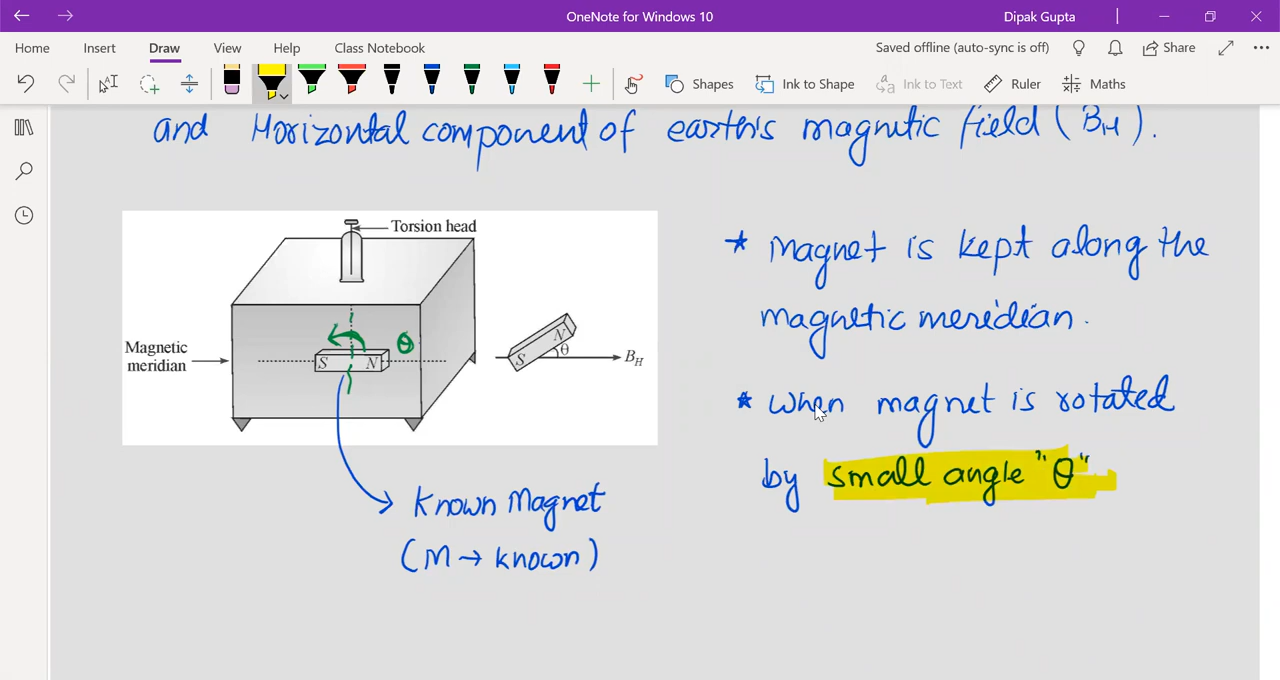 OneNote for Windows 10
Dipak Gupta
Home Insert Draw View Help Class Notebook
Saved offline (auto-sync is off)
Share
Shapes
Ink to Shape
Ink to Text
Ruler
Maths
and Horizontal component of earth's magnetic field (BH).
Torsion head
Magnetic
meridian
S N
θ
S N
θ
BH
* Magnet is kept along the
magnetic meridian.
* When magnet is rotated
by small angle "θ"
Known Magnet
(M → known)